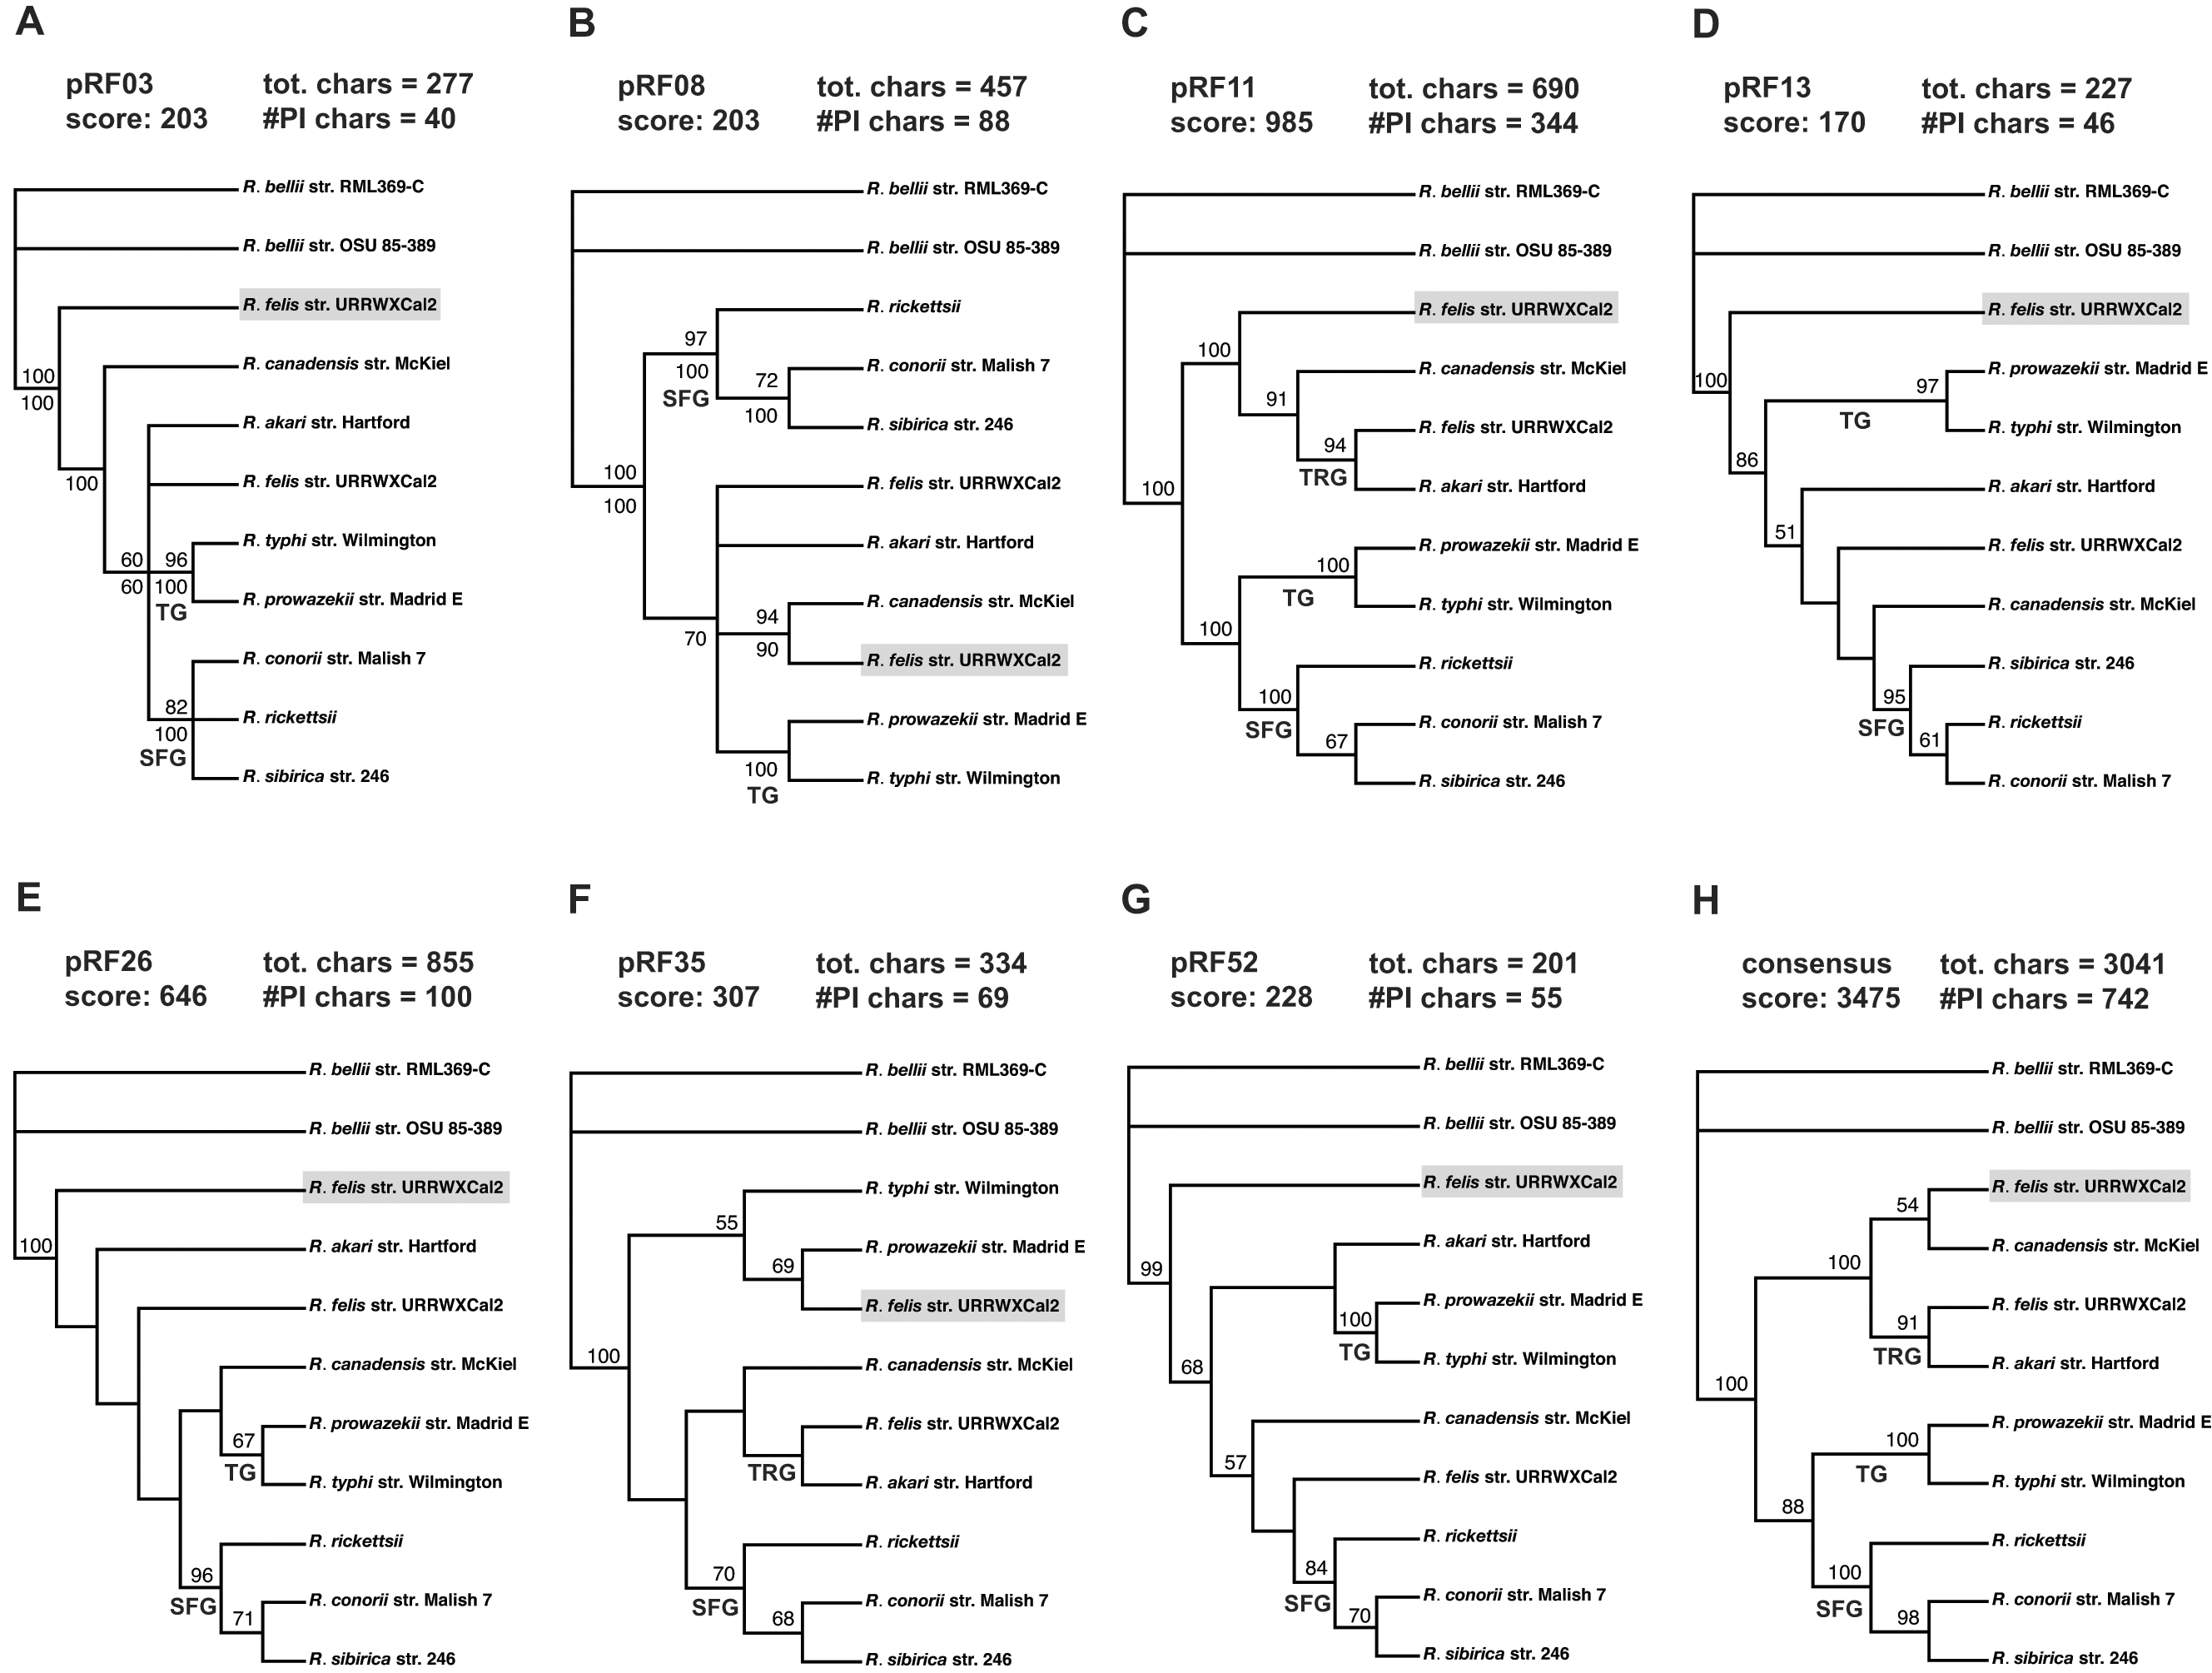 A
pRF03 tot. chars = 277
score: 203 #PI chars = 40
R. bellii str. RML369-C
R. bellii str. OSU 85-389
R. felis str. URRWXCal2
R. canadensis str. McKiel
100
100
R. akari str. Hartford
100
R. felis str. URRWXCal2
R. typhi str. Wilmington
60 96
60 100
R. prowazekii str. Madrid E
TG
R. conorii str. Malish 7
82
R. rickettsii
100
SFG
R. sibirica str. 246
B
pRF08 tot. chars = 457
score: 203 #PI chars = 88
R. bellii str. RML369-C
R. bellii str. OSU 85-389
R. rickettsii
97
100
R. conorii str. Malish 7
72
SFG
100
R. sibirica str. 246
100
R. felis str. URRWXCal2
100
R. akari str. Hartford
R. canadensis str. McKiel
94
70
90
R. felis str. URRWXCal2
R. prowazekii str. Madrid E
100
R. typhi str. Wilmington
TG
C
pRF11 tot. chars = 690
score: 985 #PI chars = 344
R. bellii str. RML369-C
R. bellii str. OSU 85-389
R. felis str. URRWXCal2
100
R. canadensis str. McKiel
91
R. felis str. URRWXCal2
94
TRG
R. akari str. Hartford
100
R. prowazekii str. Madrid E
100
TG
R. typhi str. Wilmington
100
R. rickettsii
100
SFG
R. conorii str. Malish 7
67
R. sibirica str. 246
D
pRF13 tot. chars = 227
score: 170 #PI chars = 46
R. bellii str. RML369-C
R. bellii str. OSU 85-389
R. felis str. URRWXCal2
R. prowazekii str. Madrid E
100
97
TG
R. typhi str. Wilmington
86
R. akari str. Hartford
51
R. felis str. URRWXCal2
R. canadensis str. McKiel
R. sibirica str. 246
95
SFG
R. rickettsii
61
R. conorii str. Malish 7
E
pRF26 tot. chars = 855
score: 646 #PI chars = 100
R. bellii str. RML369-C
R. bellii str. OSU 85-389
R. felis str. URRWXCal2
100
R. akari str. Hartford
R. felis str. URRWXCal2
R. canadensis str. McKiel
R. prowazekii str. Madrid E
67
TG
R. typhi str. Wilmington
R. rickettsii
96
SFG
R. conorii str. Malish 7
71
R. sibirica str. 246
F
pRF35 tot. chars = 334
score: 307 #PI chars = 69
R. bellii str. RML369-C
R. bellii str. OSU 85-389
R. typhi str. Wilmington
55
R. prowazekii str. Madrid E
69
R. felis str. URRWXCal2
100
R. canadensis str. McKiel
R. felis str. URRWXCal2
TRG
R. akari str. Hartford
R. rickettsii
70
SFG
R. conorii str. Malish 7
68
R. sibirica str. 246
G
pRF52 tot. chars = 201
score: 228 #PI chars = 55
R. bellii str. RML369-C
R. bellii str. OSU 85-389
R. felis str. URRWXCal2
R. akari str. Hartford
99
R. prowazekii str. Madrid E
100
TG
R. typhi str. Wilmington
68
R. canadensis str. McKiel
57
R. felis str. URRWXCal2
R. rickettsii
84
SFG
R. conorii str. Malish 7
70
R. sibirica str. 246
H
consensus tot. chars = 3041
score: 3475 #PI chars = 742
R. bellii str. RML369-C
R. bellii str. OSU 85-389
R. felis str. URRWXCal2
54
R. canadensis str. McKiel
100
R. felis str. URRWXCal2
91
TRG
R. akari str. Hartford
100
R. prowazekii str. Madrid E
100
TG
R. typhi str. Wilmington
88
R. rickettsii
100
SFG
R. conorii str. Malish 7
98
R. sibirica str. 246